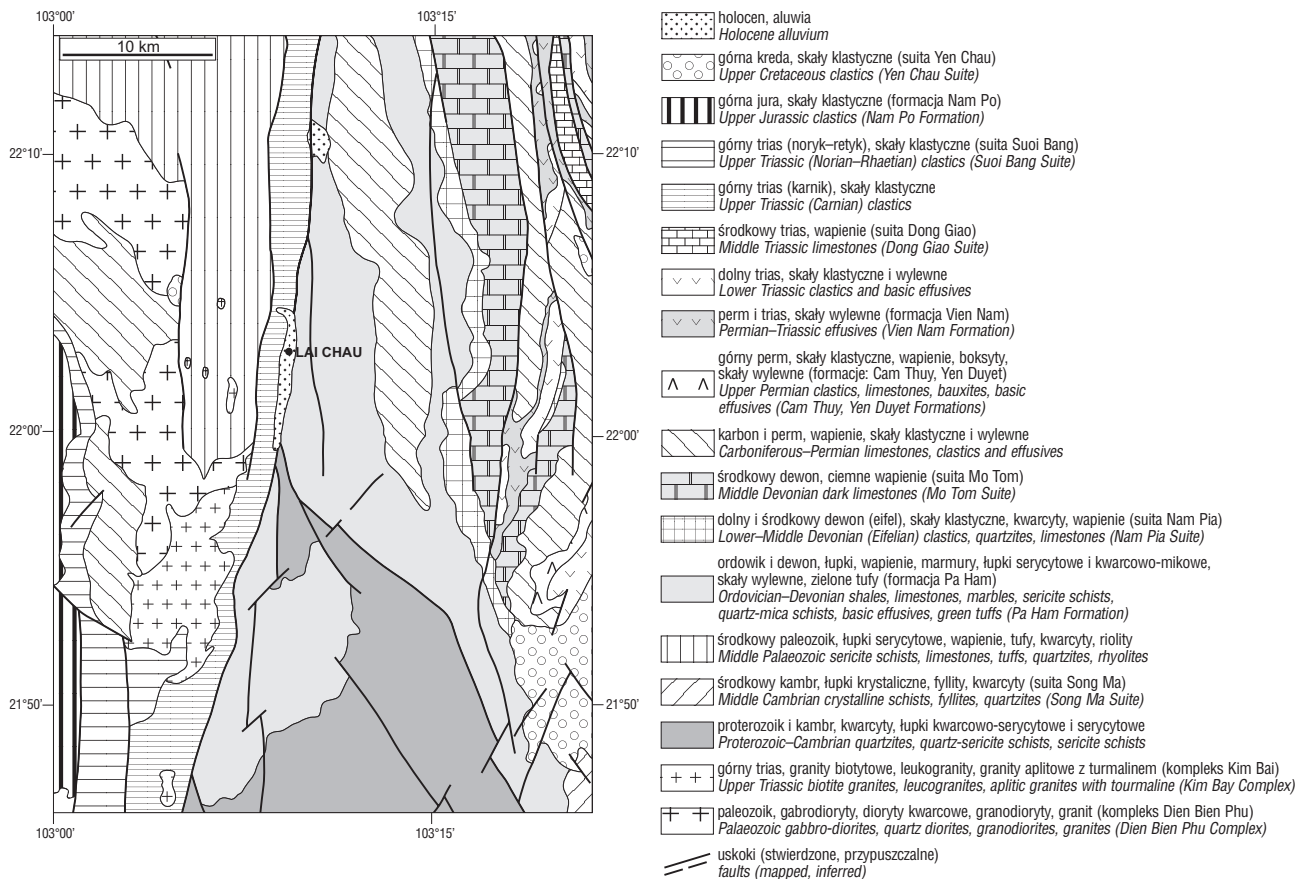 103°00'
103°15'
10 km
22°10'
22°10'
LAI CHAU
22°00'
22°00'
21°50'
21°50'
103°00'
103°15'
holocen, aluwia
Holocene alluvium
górna kreda, skały klastyczne (suita Yen Chau)
Upper Cretaceous clastics (Yen Chau Suite)
górna jura, skały klastyczne (formacja Nam Po)
Upper Jurassic clastics (Nam Po Formation)
górny trias (noryk–retyk), skały klastyczne (suita Suoi Bang)
Upper Triassic (Norian–Rhaetian) clastics (Suoi Bang Suite)
górny trias (karnik), skały klastyczne
Upper Triassic (Carnian) clastics
środkowy trias, wapienie (suita Dong Giao)
Middle Triassic limestones (Dong Giao Suite)
dolny trias, skały klastyczne i wylewne
Lower Triassic clastics and basic effusives
perm i trias, skały wylewne (formacja Vien Nam)
Permian–Triassic effusives (Vien Nam Formation)
górny perm, skały klastyczne, wapienie, boksyty,
skały wylewne (formacje: Cam Thuy, Yen Duyet)
Upper Permian clastics, limestones, bauxites, basic
effusives (Cam Thuy, Yen Duyet Formations)
karbon i perm, wapienie, skały klastyczne i wylewne
Carboniferous–Permian limestones, clastics and effusives
środkowy dewon, ciemne wapienie (suita Mo Tom)
Middle Devonian dark limestones (Mo Tom Suite)
dolny i środkowy dewon (eifel), skały klastyczne, kwarcyty, wapienie (suita Nam Pia)
Lower–Middle Devonian (Eifelian) clastics, quartzites, limestones (Nam Pia Suite)
ordowik i dewon, łupki, wapienie, marmury, łupki serycytowe i kwarcowo-mikowe,
skały wylewne, zielone tufy (formacja Pa Ham)
Ordovician–Devonian shales, limestones, marbles, sericite schists,
quartz-mica schists, basic effusives, green tuffs (Pa Ham Formation)
środkowy paleozoik, łupki serycytowe, wapienie, tufy, kwarcyty, riolity
Middle Palaeozoic sericite schists, limestones, tuffs, quartzites, rhyolites
środkowy kambr, łupki krystaliczne, fyllity, kwarcyty (suita Song Ma)
Middle Cambrian crystalline schists, fyllites, quartzites (Song Ma Suite)
proterozoik i kambr, kwarcyty, łupki kwarcowo-serycytowe i serycytowe
Proterozoic–Cambrian quartzites, quartz-sericite schists, sericite schists
górny trias, granity biotytowe, leukogranity, granity aplitowe z turmalinem (kompleks Kim Bai)
Upper Triassic biotite granites, leucogranites, aplitic granites with tourmaline (Kim Bay Complex)
paleozoik, gabrodioryty, dioryty kwarcowe, granodioryty, granit (kompleks Dien Bien Phu)
Palaeozoic gabbro-diorites, quartz diorites, granodiorites, granites (Dien Bien Phu Complex)
uskoki (stwierdzone, przypuszczalne)
faults (mapped, inferred)